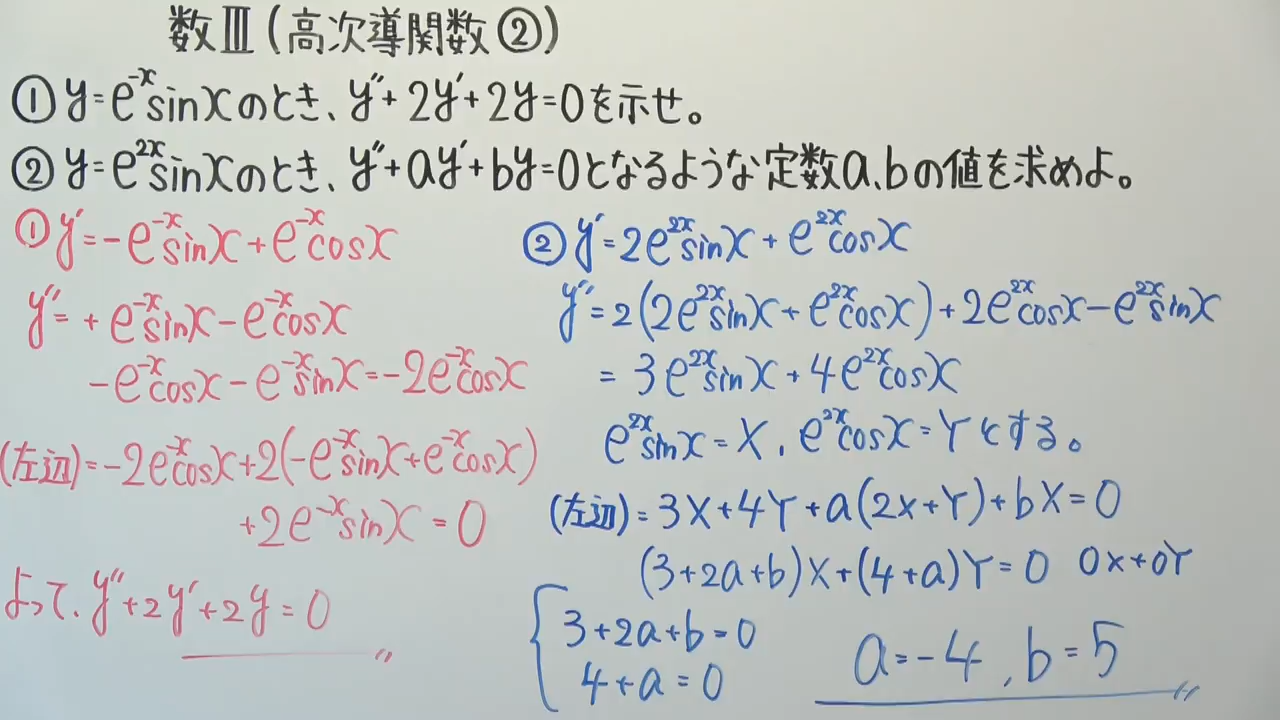 数Ⅲ(高次導関数②)
①y=e^{-x}sinxのとき、y''+2y'+2y=0を示せ。
②y=e^{2x}sinxのとき、y''+ay'+by=0となるような定数a、bの値を求めよ。
①y'=-e^{-x}sinx+e^{-x}cosx
y''=+e^{-x}sinx-e^{-x}cosx
-e^{-x}cosx-e^{-x}sinx=-2e^{-x}cosx
(左辺)=-2e^{-x}cosx+2(-e^{-x}sinx+e^{-x}cosx)
+2e^{-x}sinx=0
よって、y''+2y'+2y=0
②y'=2e^{2x}sinx+e^{2x}cosx
y''=2(2e^{2x}sinx+e^{2x}cosx)+2e^{2x}cosx-e^{2x}sinx
=3e^{2x}sinx+4e^{2x}cosx
e^{2x}sinx=X、e^{2x}cosx=Yとする。
(左辺)=3X+4Y+a(2X+Y)+bX=0
(3+2a+b)X+(4+a)Y=0 0X+0Y
3+2a+b=0
4+a=0
a=-4、b=5